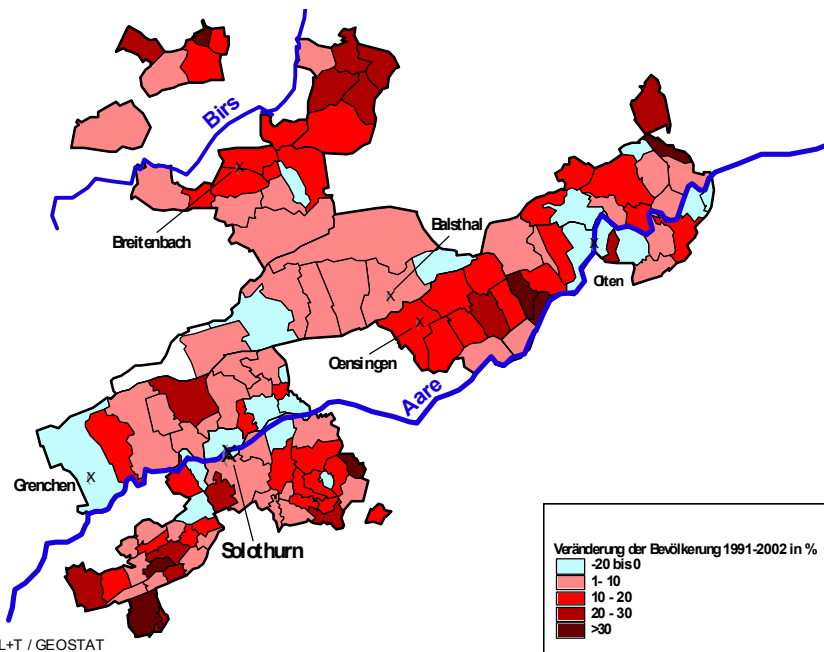 Birs
Breitenbach
Balsthal
Olten
Oensingen
Aare
Grenchen
Solothurn
Veränderung der Bevölkerung 1991-2002 in %
-20 bis 0
1- 10
10 - 20
20 - 30
>30
L+T / GEOSTAT